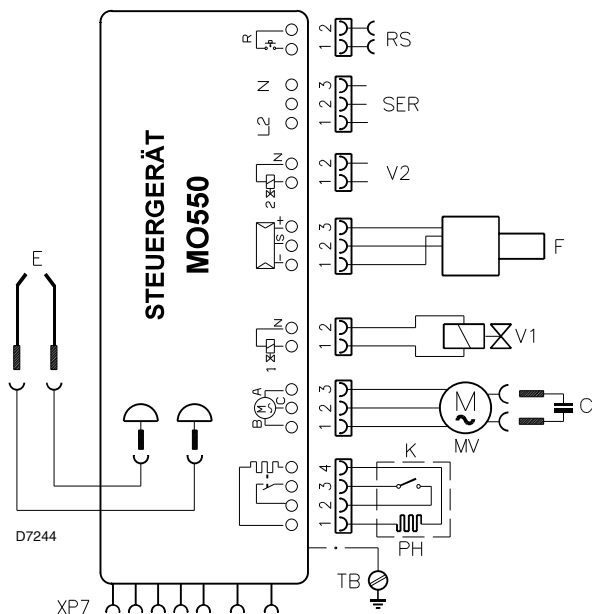 R
2
1
RS
N
L2
3
2
1
SER
N
2
2
1
V2
+
S
–
3
2
1
F
STEUERGERÄT
MO550
E
N
1
2
1
V1
A
C
B
M
3
2
1
M
MV
C
4
3
2
1
K
PH
D7244
TB
XP7